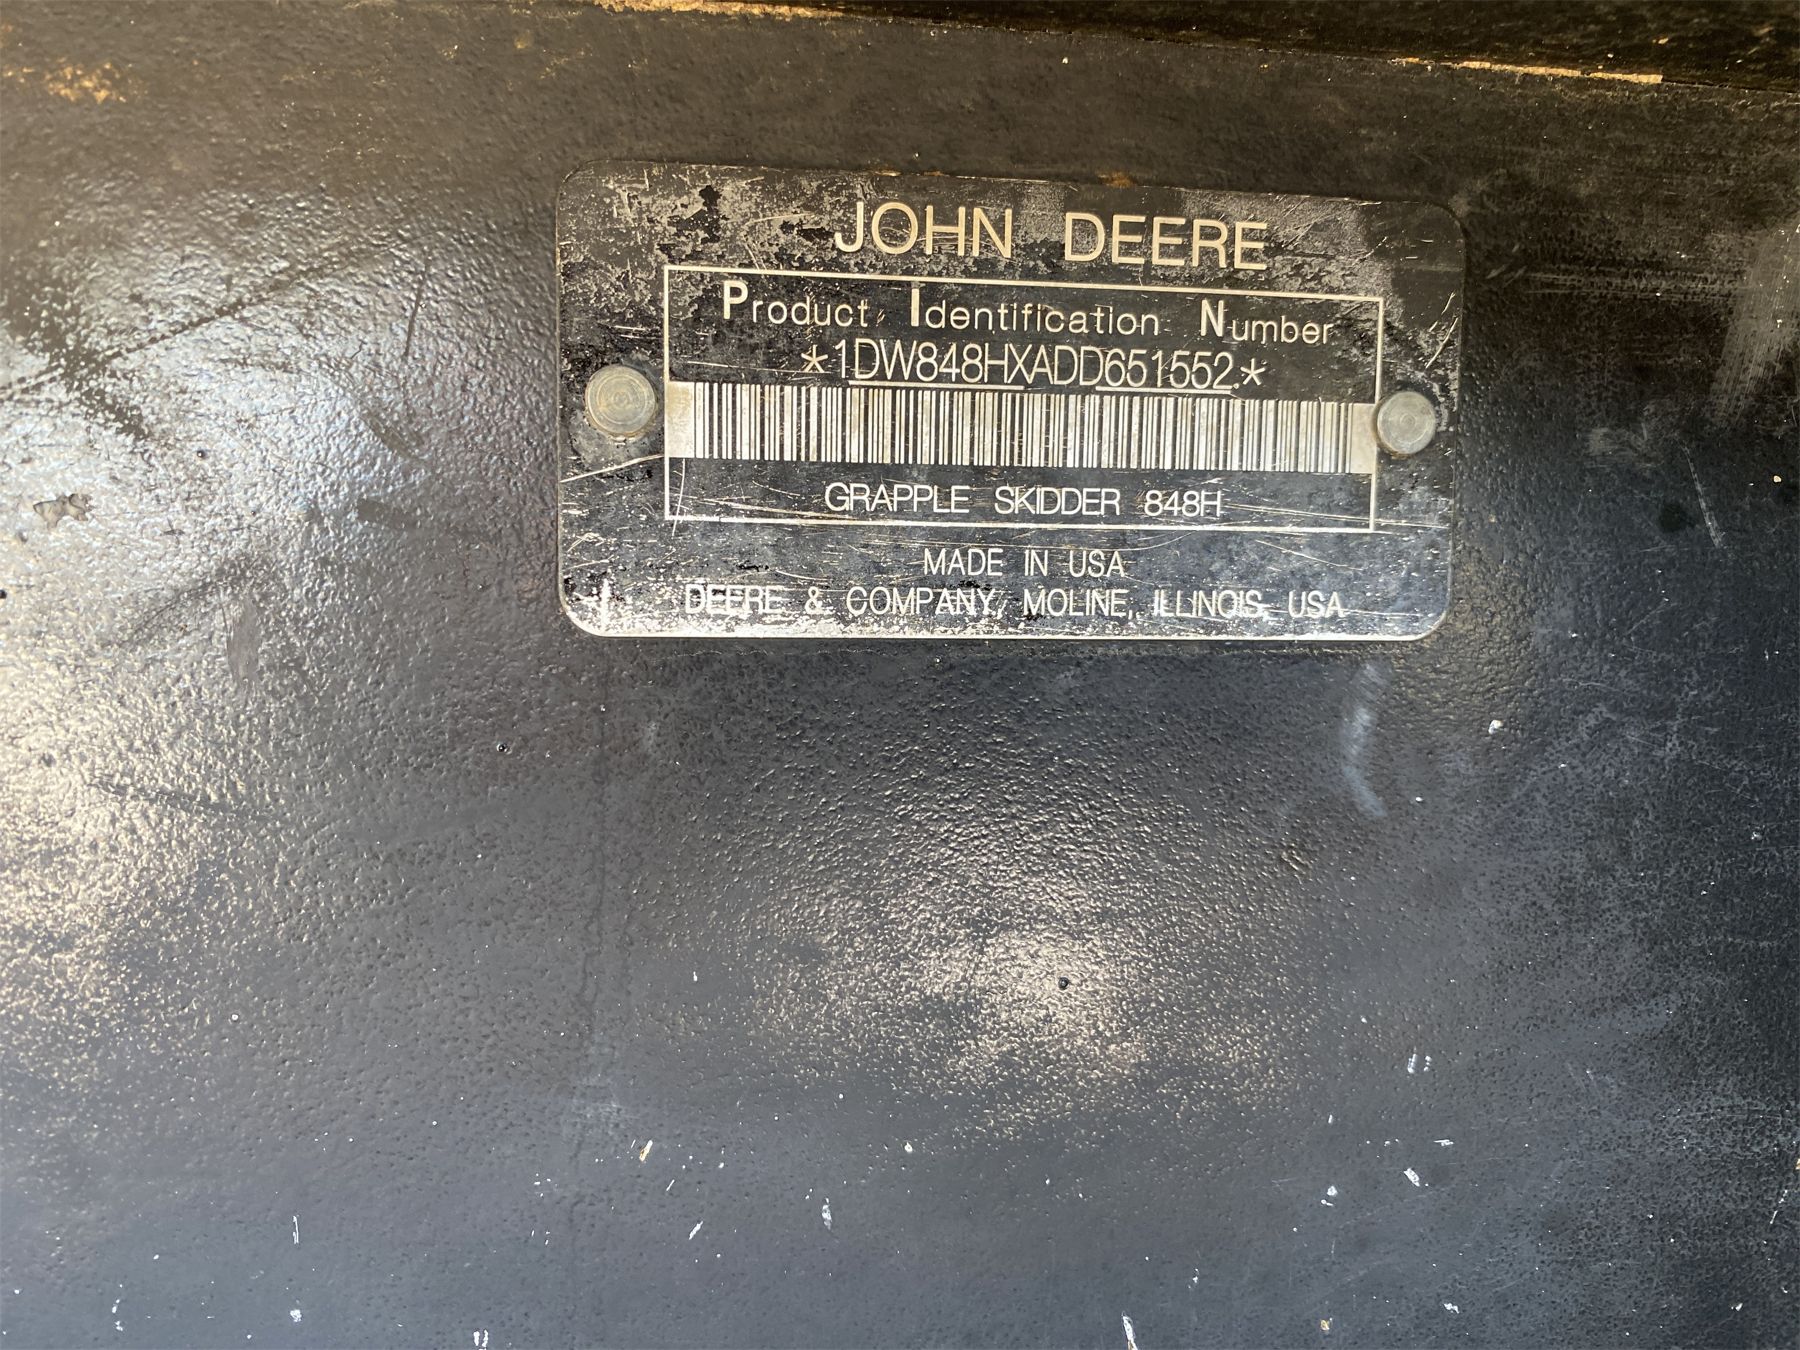 JOHN DEERE
Product Identification Number
*1DW848HXADD651552*
GRAPPLE SKIDDER 848H
MADE IN USA
DEERE & COMPANY, MOLINE, ILLINOIS, USA